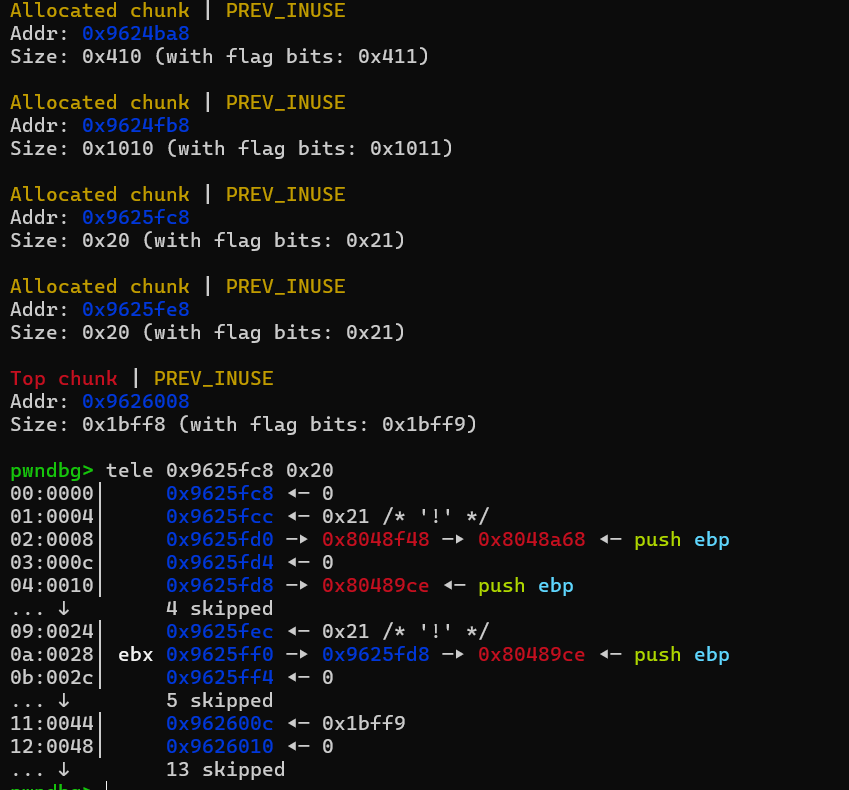 Allocated chunk | PREV_INUSE
Addr: 0x9624ba8
Size: 0x410 (with flag bits: 0x411)
Allocated chunk | PREV_INUSE
Addr: 0x9624fb8
Size: 0x1010 (with flag bits: 0x1011)
Allocated chunk | PREV_INUSE
Addr: 0x9625fc8
Size: 0x20 (with flag bits: 0x21)
Allocated chunk | PREV_INUSE
Addr: 0x9625fe8
Size: 0x20 (with flag bits: 0x21)
Top chunk | PREV_INUSE
Addr: 0x9626008
Size: 0x1bff8 (with flag bits: 0x1bff9)
pwndbg> tele 0x9625fc8 0x20
00:0000│      0x9625fc8 ◂— 0
01:0004│      0x9625fcc ◂— 0x21 /* '!' */
02:0008│      0x9625fd0 —▸ 0x8048f48 —▸ 0x8048a68 ◂— push ebp
03:000c│      0x9625fd4 ◂— 0
04:0010│      0x9625fd8 —▸ 0x80489ce ◂— push ebp
... ↓        4 skipped
09:0024│      0x9625fec ◂— 0x21 /* '!' */
0a:0028│  ebx 0x9625ff0 —▸ 0x9625fd8 —▸ 0x80489ce ◂— push ebp
0b:002c│      0x9625ff4 ◂— 0
... ↓        5 skipped
11:0044│      0x962600c ◂— 0x1bff9
12:0048│      0x9626010 ◂— 0
... ↓        13 skipped